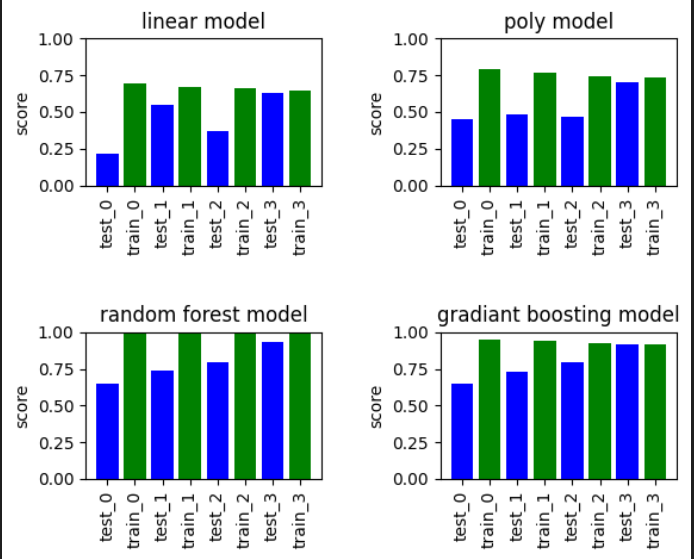 linear model
1.00
0.75
0.50
0.25
0.00
score
test_0
train_0
test_1
train_1
test_2
train_2
test_3
train_3
poly model
1.00
0.75
0.50
0.25
0.00
score
test_0
train_0
test_1
train_1
test_2
train_2
test_3
train_3
random forest model
1.00
0.75
0.50
0.25
0.00
score
test_0
train_0
test_1
train_1
test_2
train_2
test_3
train_3
gradiant boosting model
1.00
0.75
0.50
0.25
0.00
score
test_0
train_0
test_1
train_1
test_2
train_2
test_3
train_3